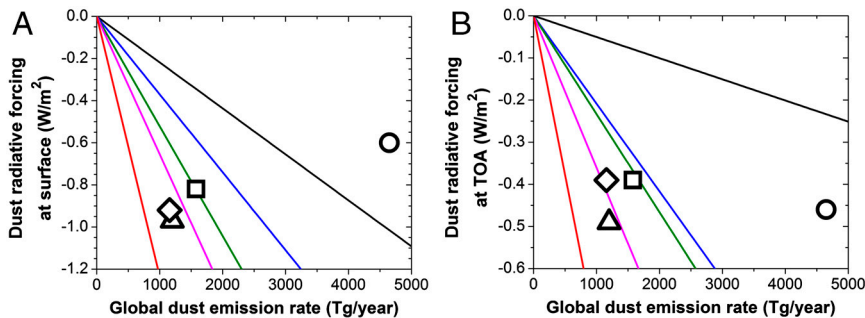 A
0.0
-0.2
-0.4
-0.6
-0.8
-1.0
-1.2
Dust radiative forcing
at surface (W/m²)
0 1000 2000 3000 4000 5000
Global dust emission rate (Tg/year)
B
0.0
-0.1
-0.2
-0.3
-0.4
-0.5
-0.6
Dust radiative forcing
at TOA (W/m²)
0 1000 2000 3000 4000 5000
Global dust emission rate (Tg/year)